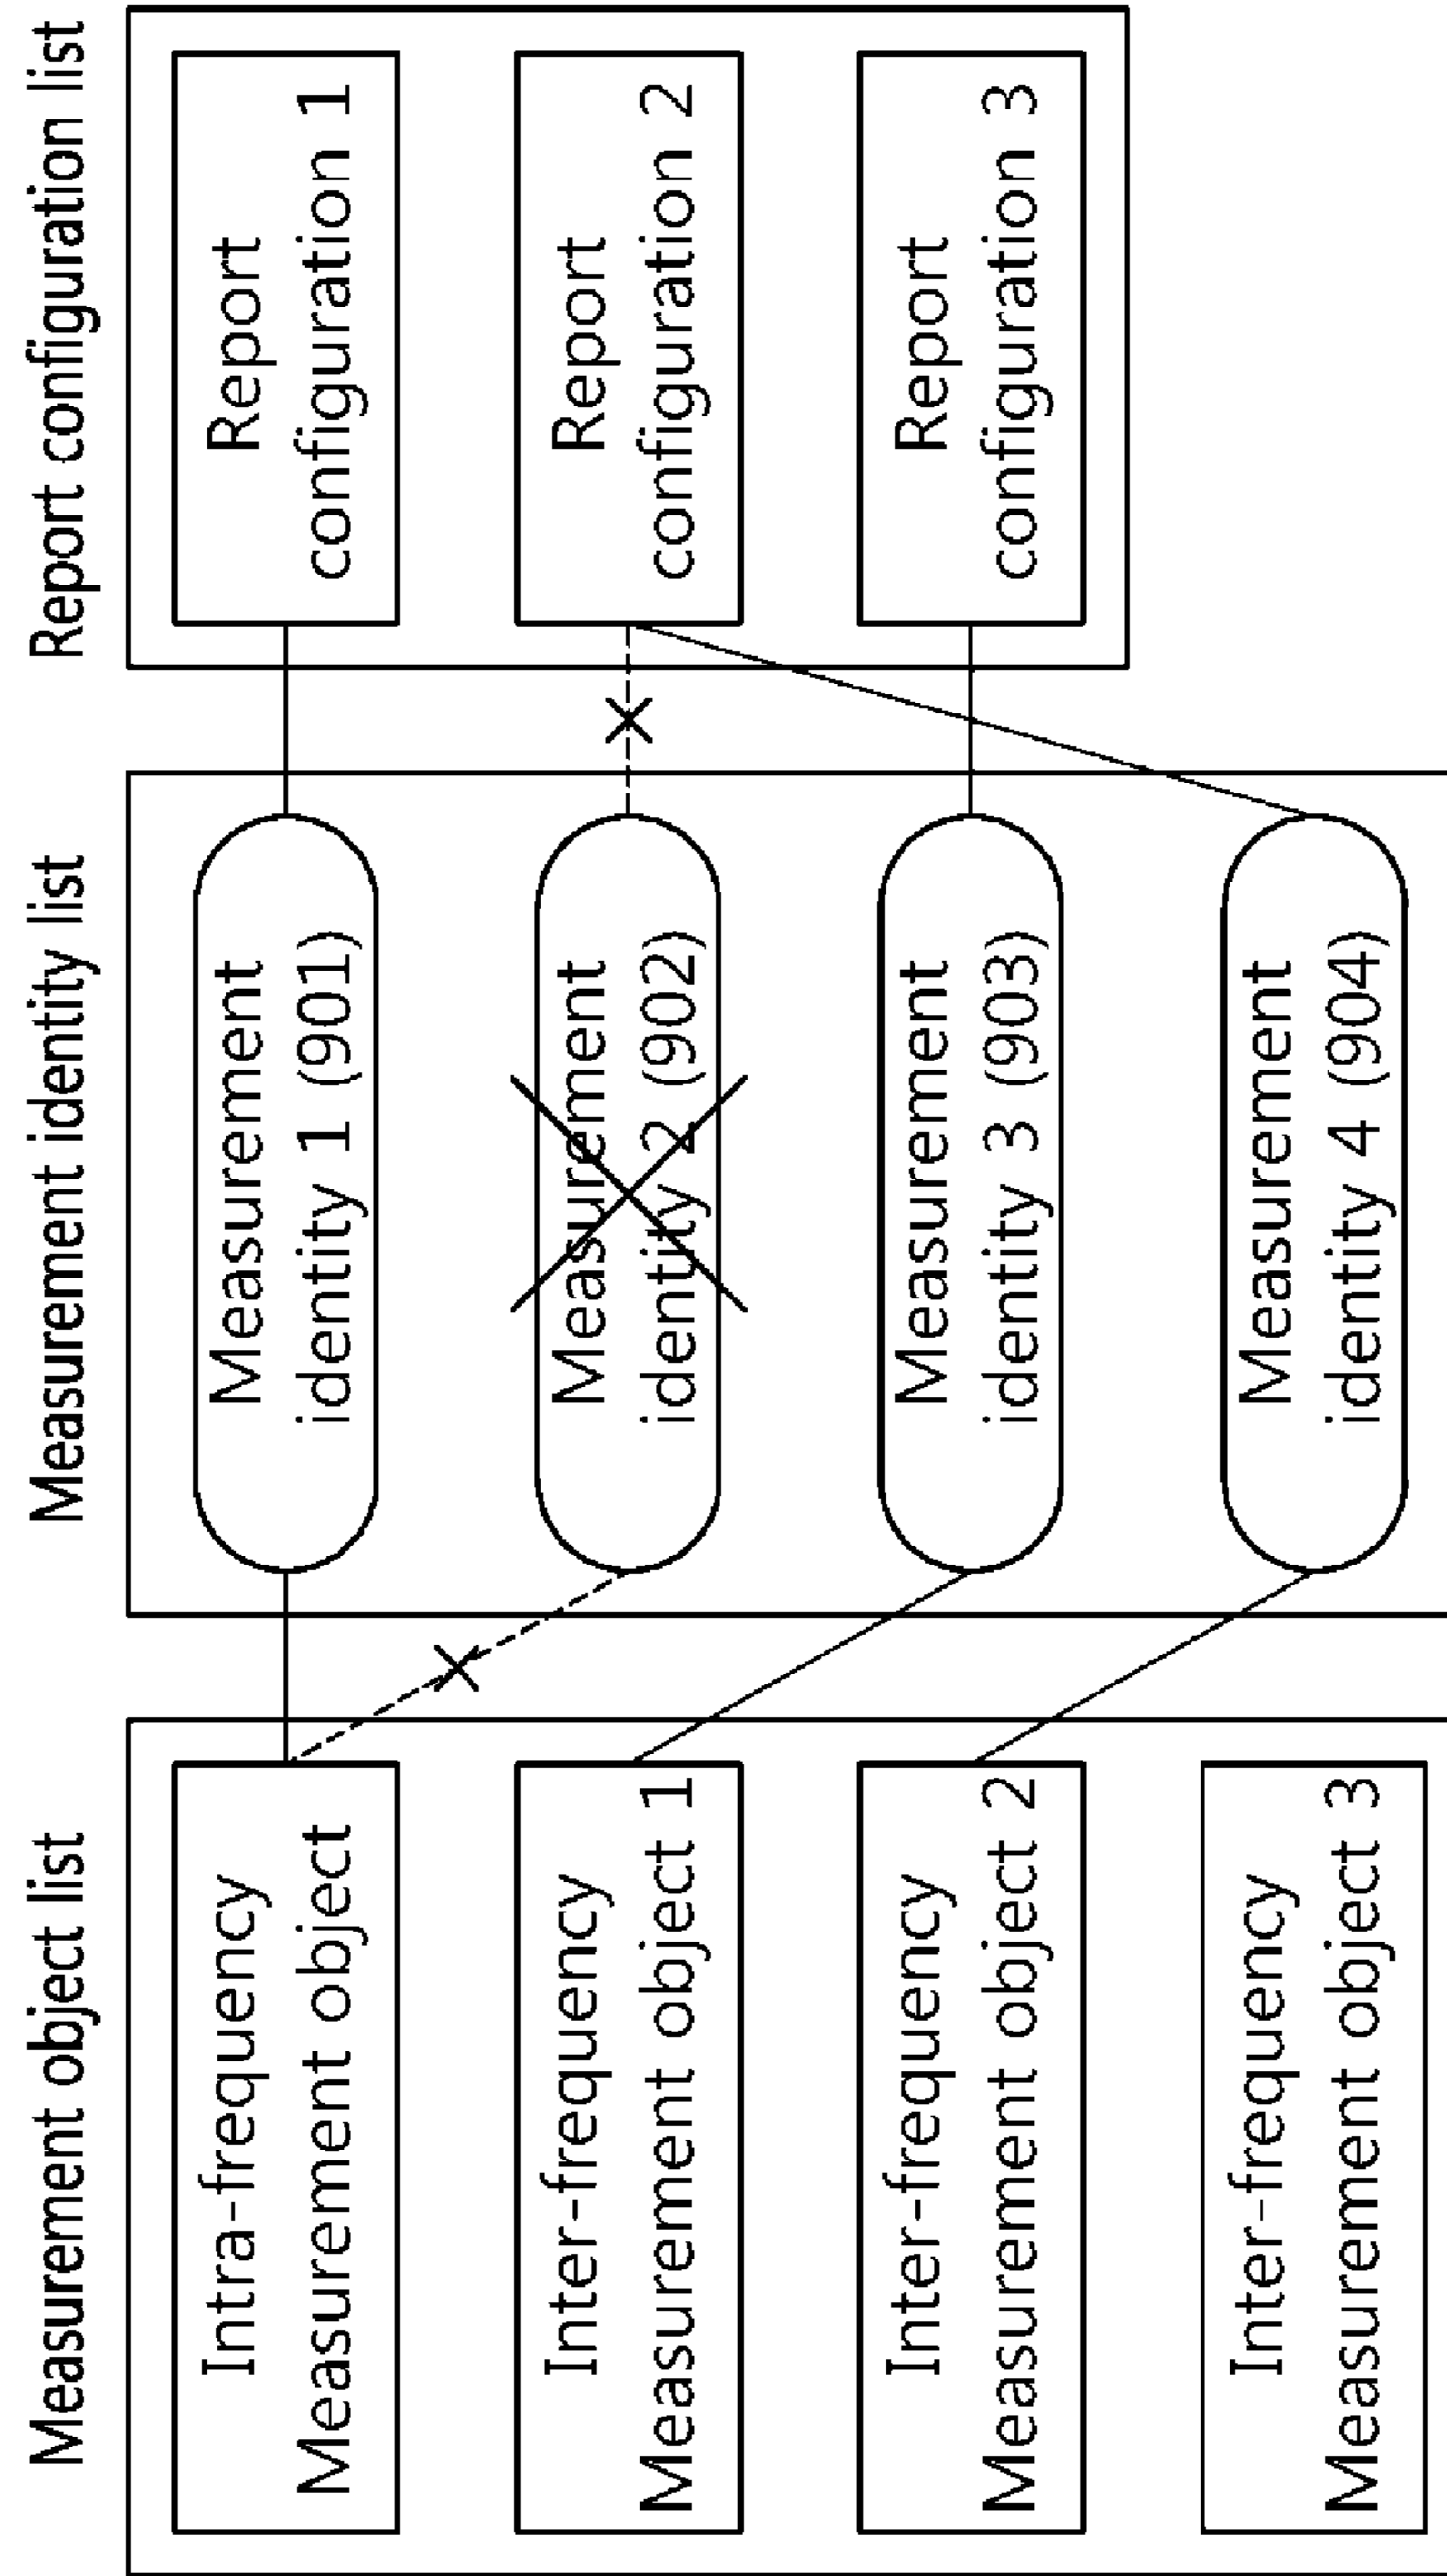 Measurement object list
Intra-frequency
Measurement object
Inter-frequency
Measurement object 1
Inter-frequency
Measurement object 2
Inter-frequency
Measurement object 3
Measurement identity list
Measurement
identity 1 (901)
Measurement
identity 2 (902)
Measurement
identity 3 (903)
Measurement
identity 4 (904)
Report configuration list
Report
configuration 1
Report
configuration 2
Report
configuration 3